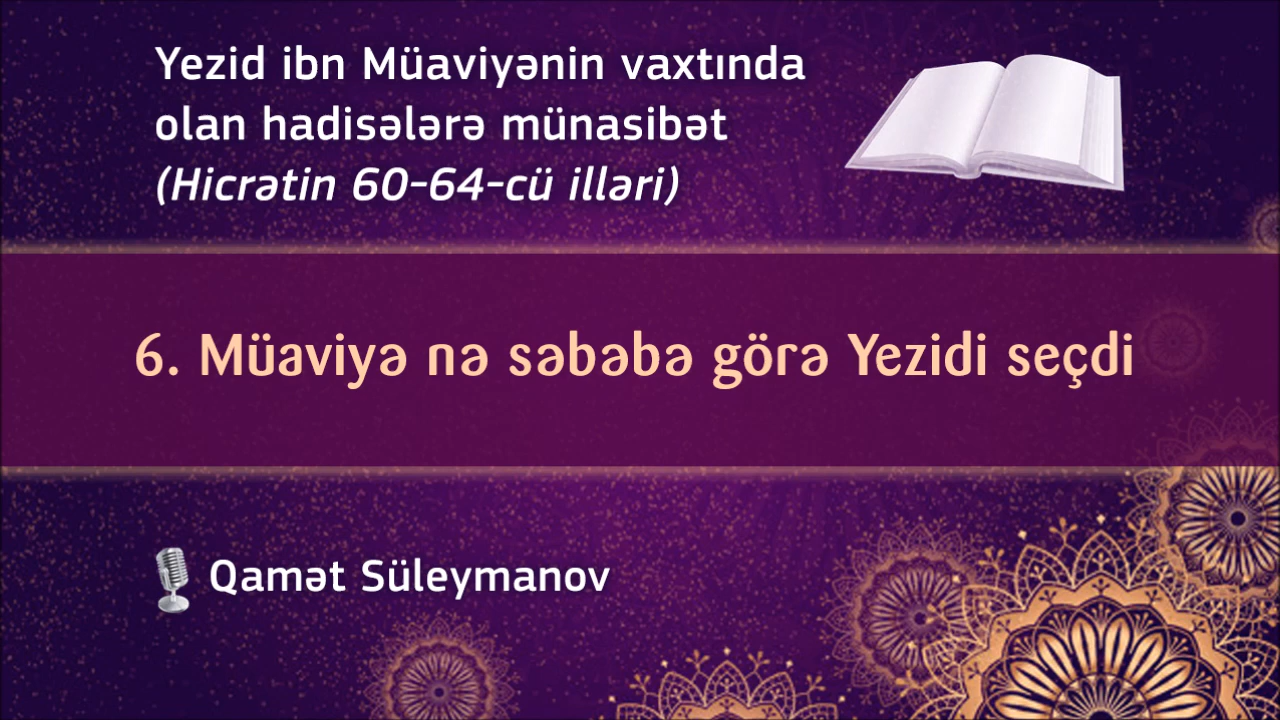 Yezid ibn Müaviyənin vaxtında
olan hadisələrə münasibət
(Hicrətin 60-64-cü illəri)
6. Müaviyə nə səbəbə görə Yezidi seçdi
Qamət Süleymanov